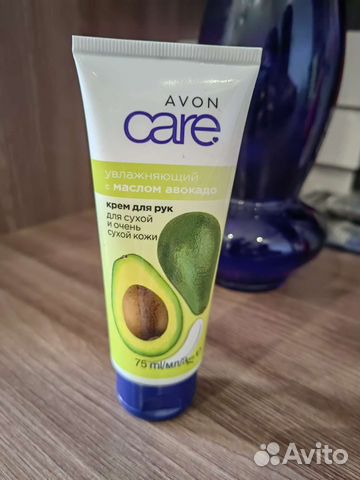 AVON
care.
увлажняющий
с маслом авокадо
крем для рук
для сухой
и очень
сухой кожи
75 ml/мл/
Avito